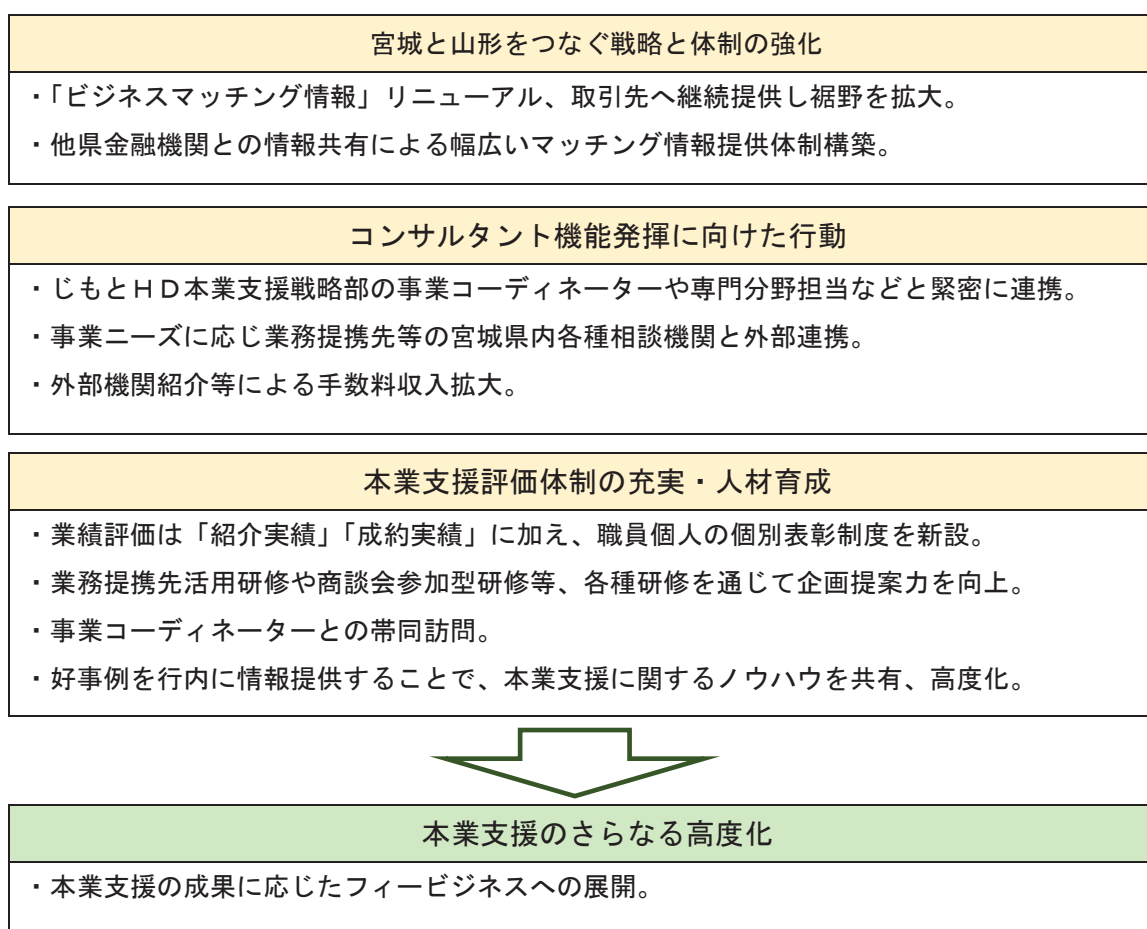 宮城と山形をつなぐ戦略と体制の強化
・「ビジネスマッチング情報」リニューアル、取引先へ継続提供し裾野を拡大。
・他県金融機関との情報共有による幅広いマッチング情報提供体制構築。
コンサルタント機能発揮に向けた行動
・じもとＨＤ本業支援戦略部の事業コーディネーターや専門分野担当などと緊密に連携。
・事業ニーズに応じ業務提携先等の宮城県内各種相談機関と外部連携。
・外部機関紹介等による手数料収入拡大。
本業支援評価体制の充実・人材育成
・業績評価は「紹介実績」「成約実績」に加え、職員個人の個別表彰制度を新設。
・業務提携先活用研修や商談会参加型研修等、各種研修を通じて企画提案力を向上。
・事業コーディネーターとの帯同訪問。
・好事例を行内に情報提供することで、本業支援に関するノウハウを共有、高度化。
本業支援のさらなる高度化
・本業支援の成果に応じたフィービジネスへの展開。